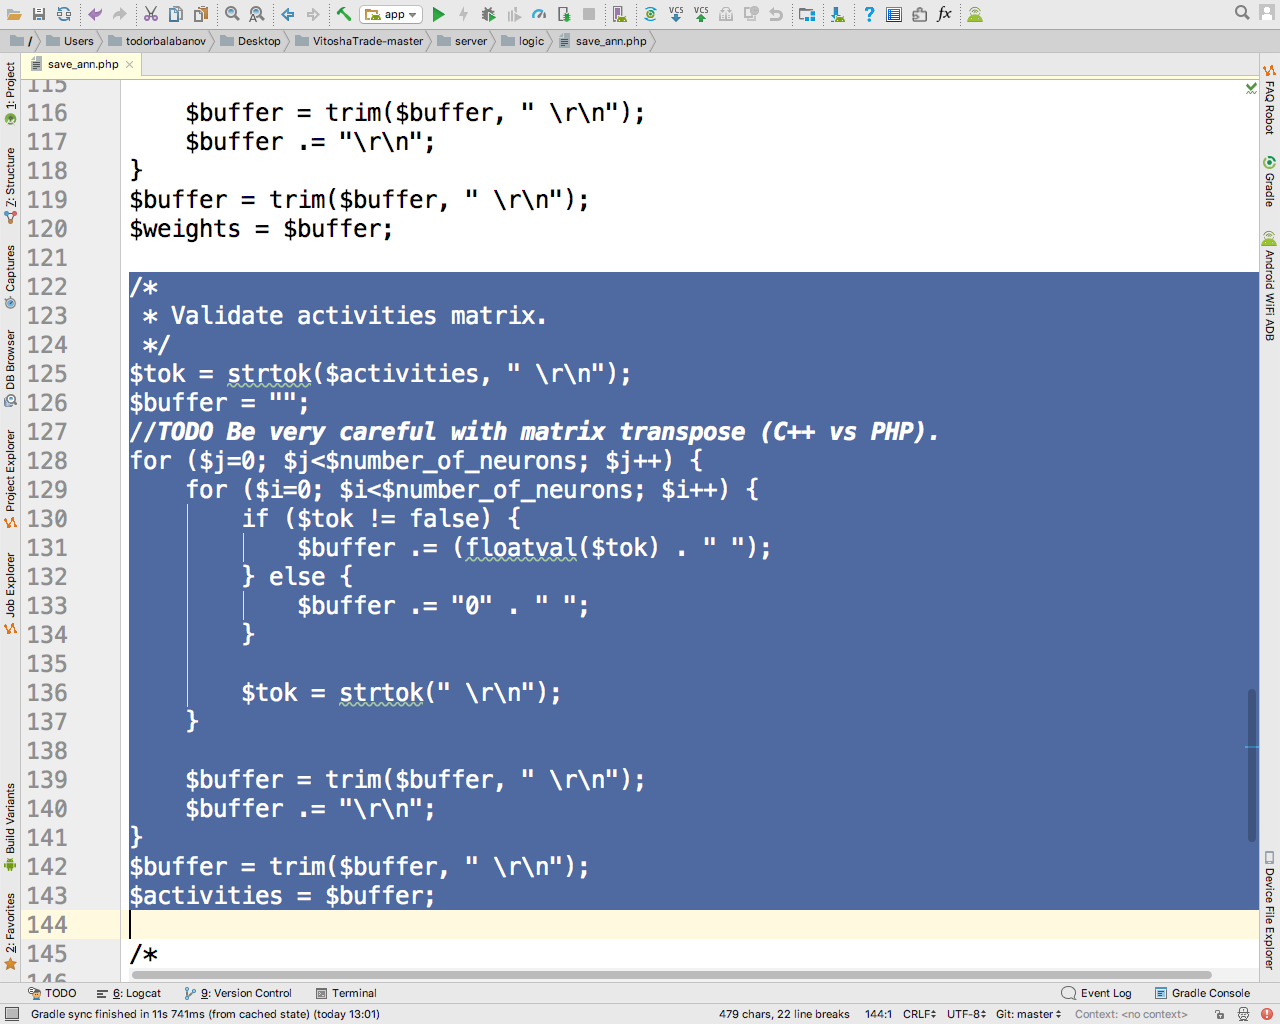 app
VCS
VCS
?
fx
/
Users
todorbalabanov
Desktop
VitoshaTrade-master
server
logic
save_ann.php
save_ann.php
1: Project
Z: Structure
Captures
DB Browser
Project Explorer
Job Explorer
Build Variants
2: Favorites
115
116 $buffer = trim($buffer, " \r\n");
117 $buffer .= "\r\n";
118 }
119 $buffer = trim($buffer, " \r\n");
120 $weights = $buffer;
121
122 /*
123 * Validate activities matrix.
124 */
125 $tok = strtok($activities, " \r\n");
126 $buffer = "";
127 //TODO Be very careful with matrix transpose (C++ vs PHP).
128 for ($j=0; $j<$number_of_neurons; $j++) {
129 for ($i=0; $i<$number_of_neurons; $i++) {
130 if ($tok != false) {
131 $buffer .= (floatval($tok) . " ");
132 } else {
133 $buffer .= "0" . " ";
134 }
135
136 $tok = strtok(" \r\n");
137 }
138
139 $buffer = trim($buffer, " \r\n");
140 $buffer .= "\r\n";
141 }
142 $buffer = trim($buffer, " \r\n");
143 $activities = $buffer;
144
145 /*
146
FAQ Robot
Gradle
Android WiFi ADB
Device File Explorer
TODO
6: Logcat
9: Version Control
Terminal
Event Log
Gradle Console
Gradle sync finished in 11s 741ms (from cached state) (today 13:01)
479 chars, 22 line breaks
144:1
CRLF
UTF-8
Git: master
Context: <no context>